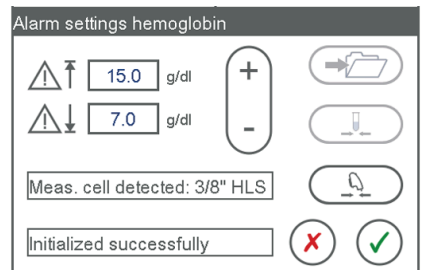 Alarm settings hemoglobin
15.0 g/dl
+
7.0 g/dl
-
Meas. cell detected: 3/8" HLS
Initialized successfully